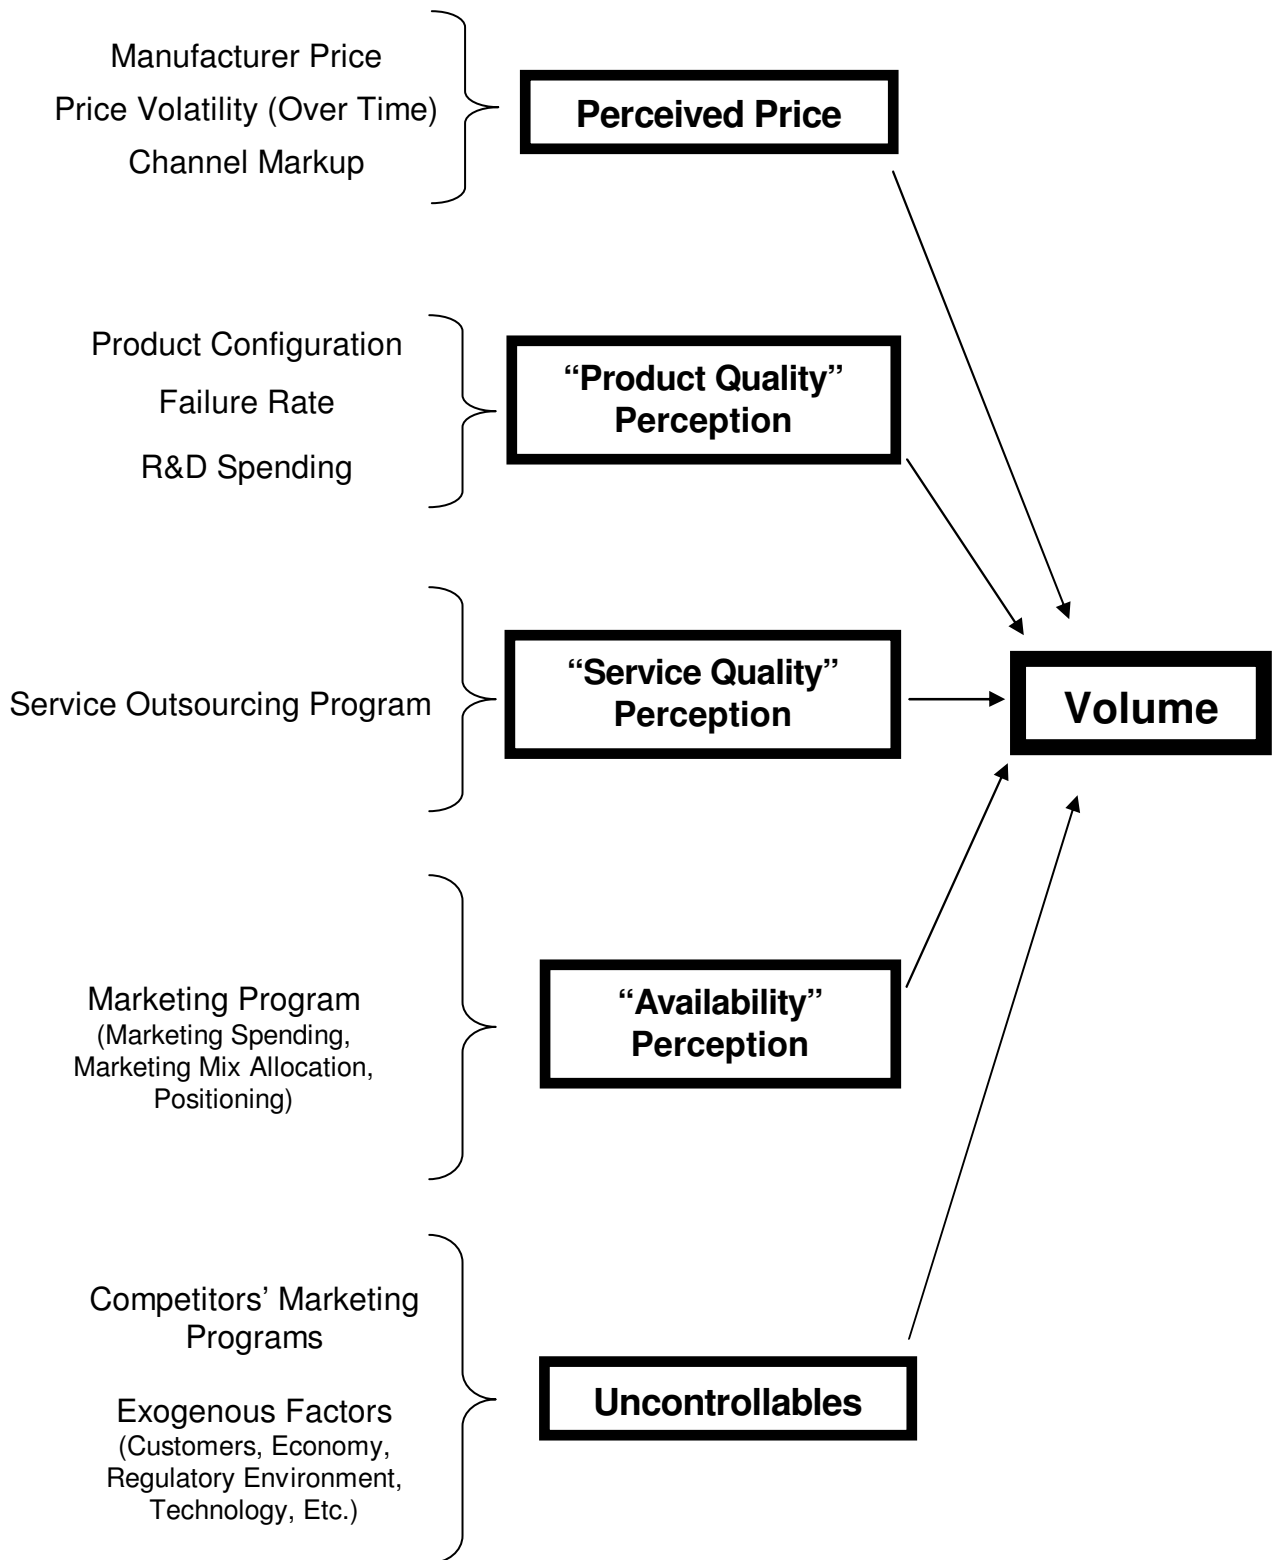 Manufacturer Price
Price Volatility (Over Time)
Channel Markup
Perceived Price
Product Configuration
Failure Rate
R&D Spending
“Product Quality”
Perception
Service Outsourcing Program
“Service Quality”
Perception
Volume
Marketing Program
(Marketing Spending,
Marketing Mix Allocation,
Positioning)
“Availability”
Perception
Competitors’ Marketing
Programs
Exogenous Factors
(Customers, Economy,
Regulatory Environment,
Technology, Etc.)
Uncontrollables